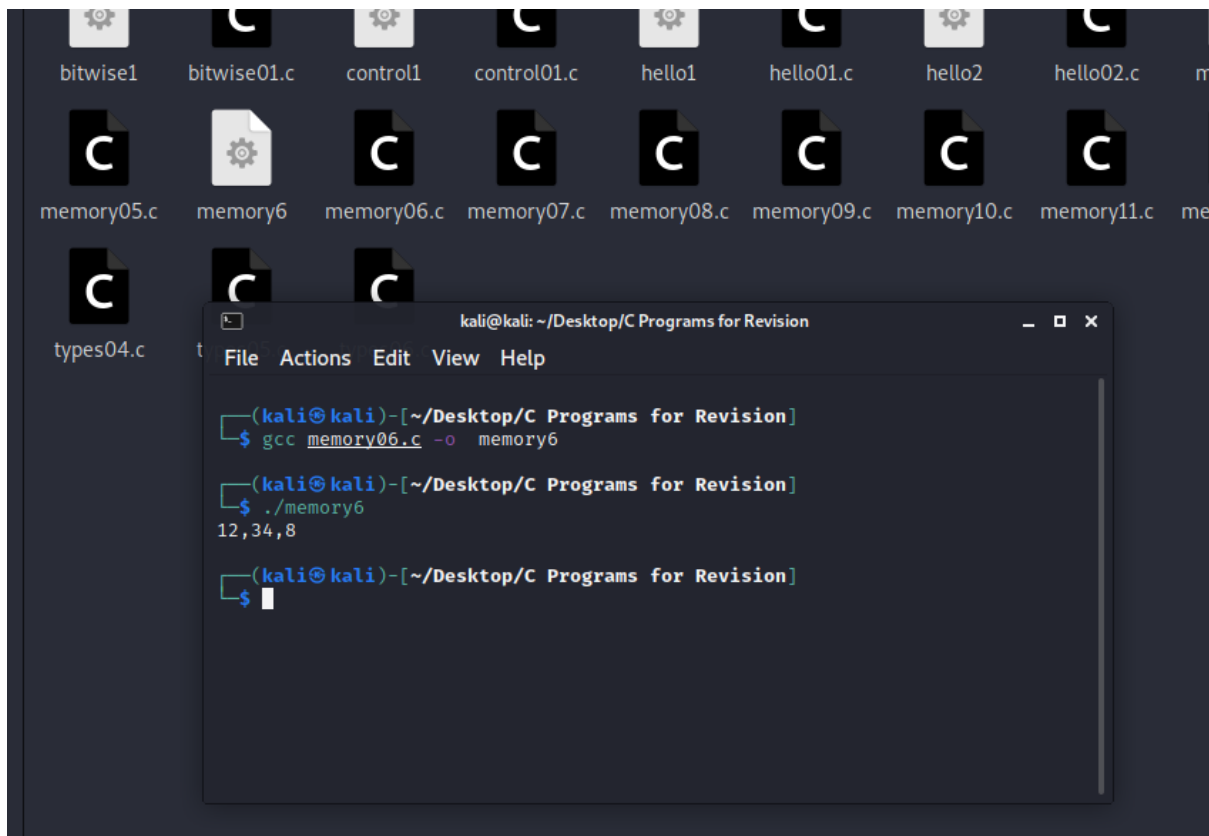 bitwise1 bitwise01.c control1 control01.c hello1 hello01.c hello2 hello02.c
memory05.c memory6 memory06.c memory07.c memory08.c memory09.c memory10.c memory11.c me
types04.c
kali@kali: ~/Desktop/C Programs for Revision
File Actions Edit View Help
┌──(kali㉿kali)-[~/Desktop/C Programs for Revision]
└─$ gcc memory06.c -o  memory6
┌──(kali㉿kali)-[~/Desktop/C Programs for Revision]
└─$ ./memory6
12,34,8
┌──(kali㉿kali)-[~/Desktop/C Programs for Revision]
└─$